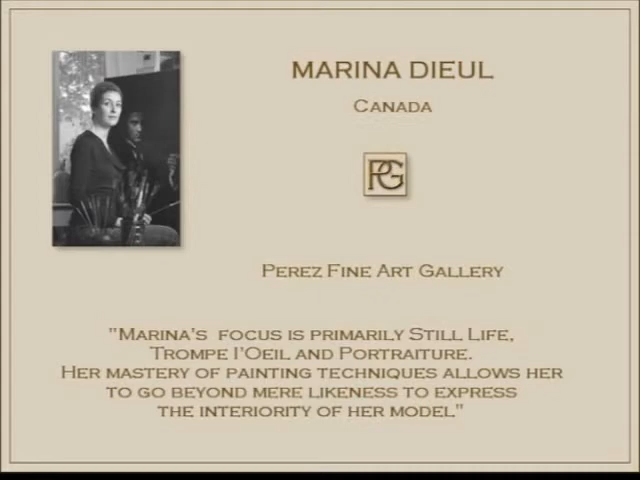 MARINA DIEUL
CANADA
PG
PEREZ FINE ART GALLERY
"MARINA'S FOCUS IS PRIMARILY STILL LIFE,
TROMPE l'OEIL AND PORTRAITURE.
HER MASTERY OF PAINTING TECHNIQUES ALLOWS HER
TO GO BEYOND MERE LIKENESS TO EXPRESS
THE INTERIORITY OF HER MODEL"